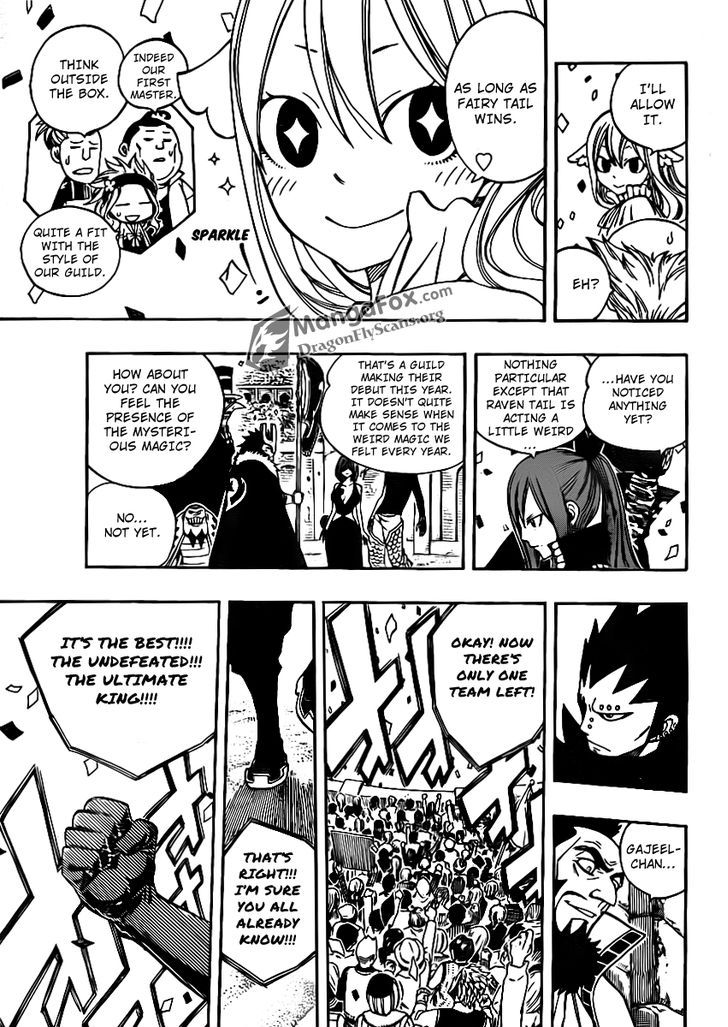 I'LL
ALLOW
IT.
EH?
AS LONG AS
FAIRY TAIL
WINS.
SPARKLE
INDEED
OUR
FIRST
MASTER.
THINK
OUTSIDE
THE BOX.
QUITE A FIT
WITH THE
STYLE OF
OUR GUILD.
MangaFox.com
DragonFlyScans.org
...HAVE YOU
NOTICED
ANYTHING
YET?
NOTHING
PARTICULAR
EXCEPT THAT
RAVEN TAIL IS
ACTING A
LITTLE WEIRD
...
THAT'S A GUILD
MAKING THEIR
DEBUT THIS YEAR.
IT DOESN'T QUITE
MAKE SENSE WHEN
IT COMES TO THE
WEIRD MAGIC WE
FELT EVERY YEAR.
HOW ABOUT
YOU? CAN YOU
FEEL THE
PRESENCE OF
THE MYSTERI-
OUS MAGIC?
NO...
NOT YET.
GAJEEL-
CHAN...
OKAY! NOW
THERE'S
ONLY ONE
TEAM LEFT!
THAT'S
RIGHT!!!
I'M SURE
YOU ALL
ALREADY
KNOW!!!
IT'S THE BEST!!!!
THE UNDEFEATED!!!
THE ULTIMATE
KING!!!!